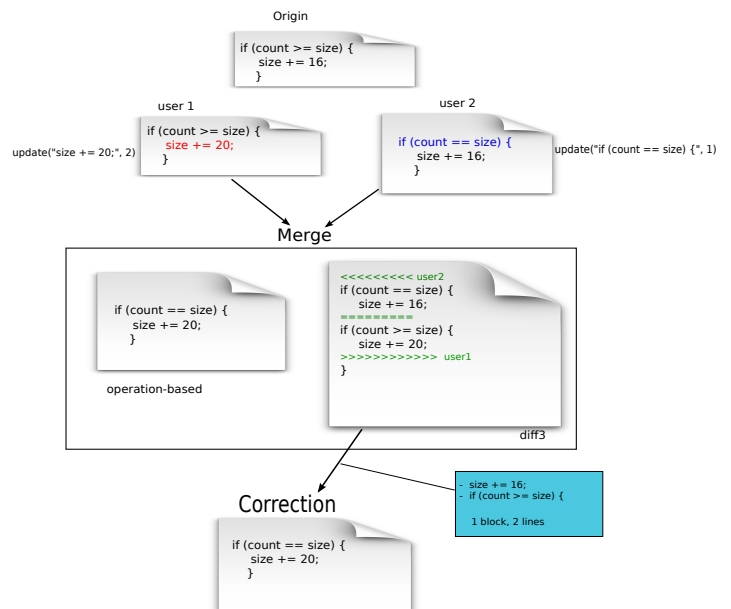 Origin
if (count >= size) {
size += 16;
}
user 1
user 2
update("size += 20;", 2)
if (count >= size) {
size += 20;
}
if (count == size) {
size += 16;
}
update("if (count == size) {", 1)
Merge
if (count == size) {
size += 20;
}
operation-based
<<<<<<<<< user2
if (count == size) {
size += 16;
=========
if (count >= size) {
size += 20;
>>>>>>>>>>>> user1
}
diff3
- size += 16;
- if (count >= size) {
1 block, 2 lines
Correction
if (count == size) {
size += 20;
}